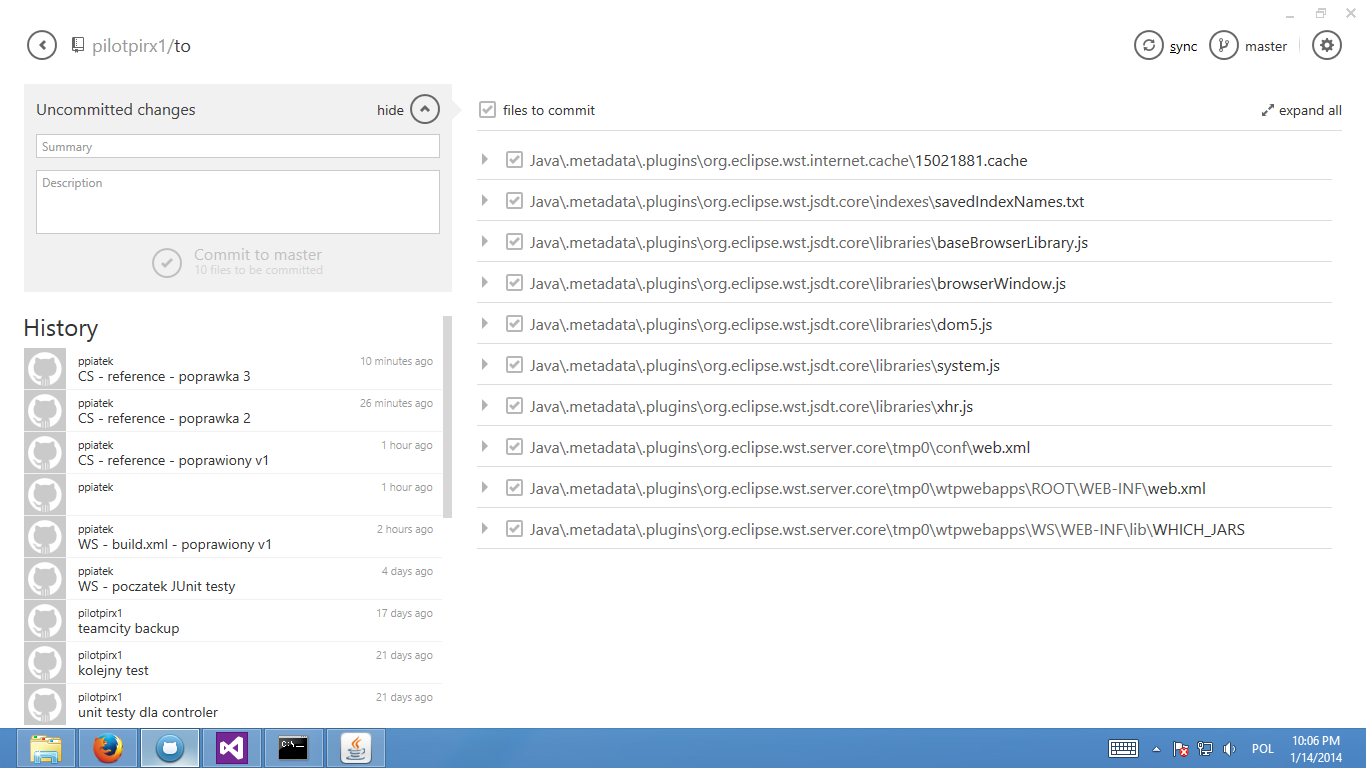 pilotpirx1/to
sync
master
Uncommitted changes
hide
Summary
Description
Commit to master
10 files to be committed
files to commit
expand all
Java\.metadata\.plugins\org.eclipse.wst.internet.cache\15021881.cache
Java\.metadata\.plugins\org.eclipse.wst.jsdt.core\indexes\savedIndexNames.txt
Java\.metadata\.plugins\org.eclipse.wst.jsdt.core\libraries\baseBrowserLibrary.js
Java\.metadata\.plugins\org.eclipse.wst.jsdt.core\libraries\browserWindow.js
Java\.metadata\.plugins\org.eclipse.wst.jsdt.core\libraries\dom5.js
Java\.metadata\.plugins\org.eclipse.wst.jsdt.core\libraries\system.js
Java\.metadata\.plugins\org.eclipse.wst.jsdt.core\libraries\xhr.js
Java\.metadata\.plugins\org.eclipse.wst.server.core\tmp0\conf\web.xml
Java\.metadata\.plugins\org.eclipse.wst.server.core\tmp0\wtpwebapps\ROOT\WEB-INF\web.xml
Java\.metadata\.plugins\org.eclipse.wst.server.core\tmp0\wtpwebapps\WS\WEB-INF\lib\WHICH_JARS
History
ppiatek 10 minutes ago
CS - reference - poprawka 3
ppiatek 26 minutes ago
CS - reference - poprawka 2
ppiatek 1 hour ago
CS - reference - poprawiony v1
ppiatek 1 hour ago
ppiatek 2 hours ago
WS - build.xml - poprawiony v1
ppiatek 4 days ago
WS - poczatek JUnit testy
pilotpirx1 17 days ago
teamcity backup
pilotpirx1 21 days ago
kolejny test
pilotpirx1 21 days ago
unit testy dla controler
C:\.
POL
10:06 PM
1/14/2014